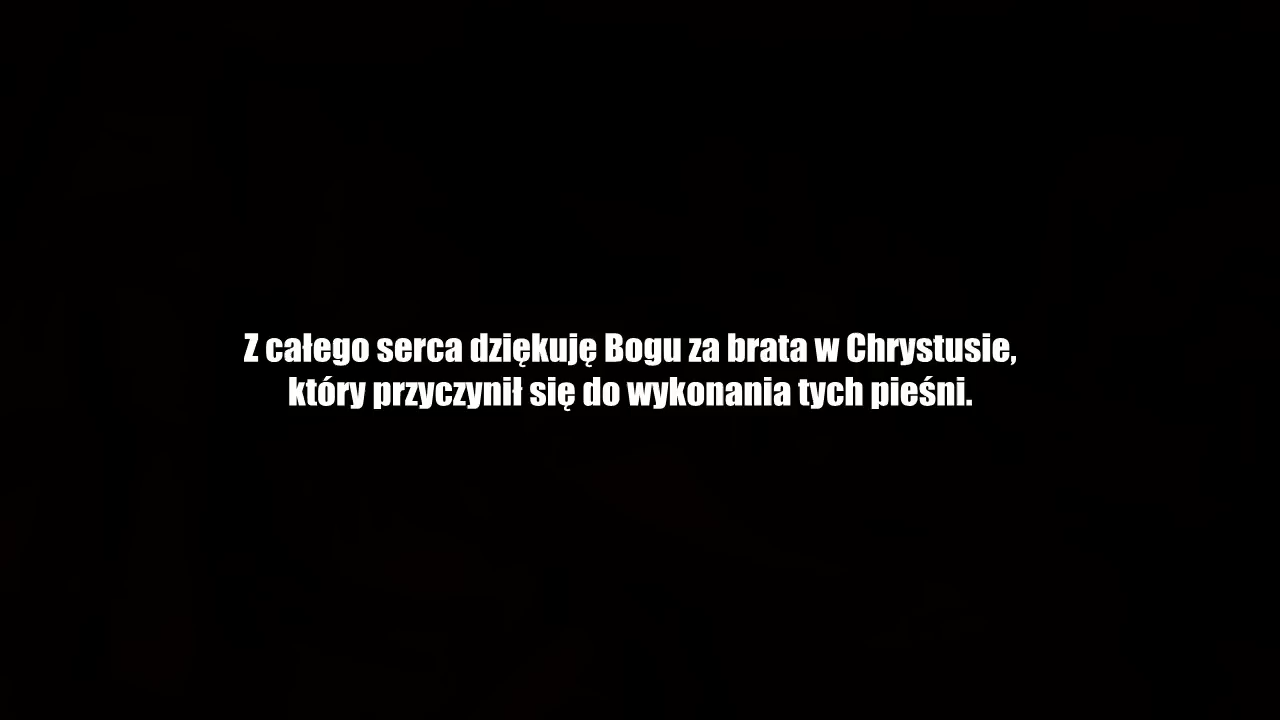 Z całego serca dziękuję Bogu za brata w Chrystusie,
który przyczynił się do wykonania tych pieśni.